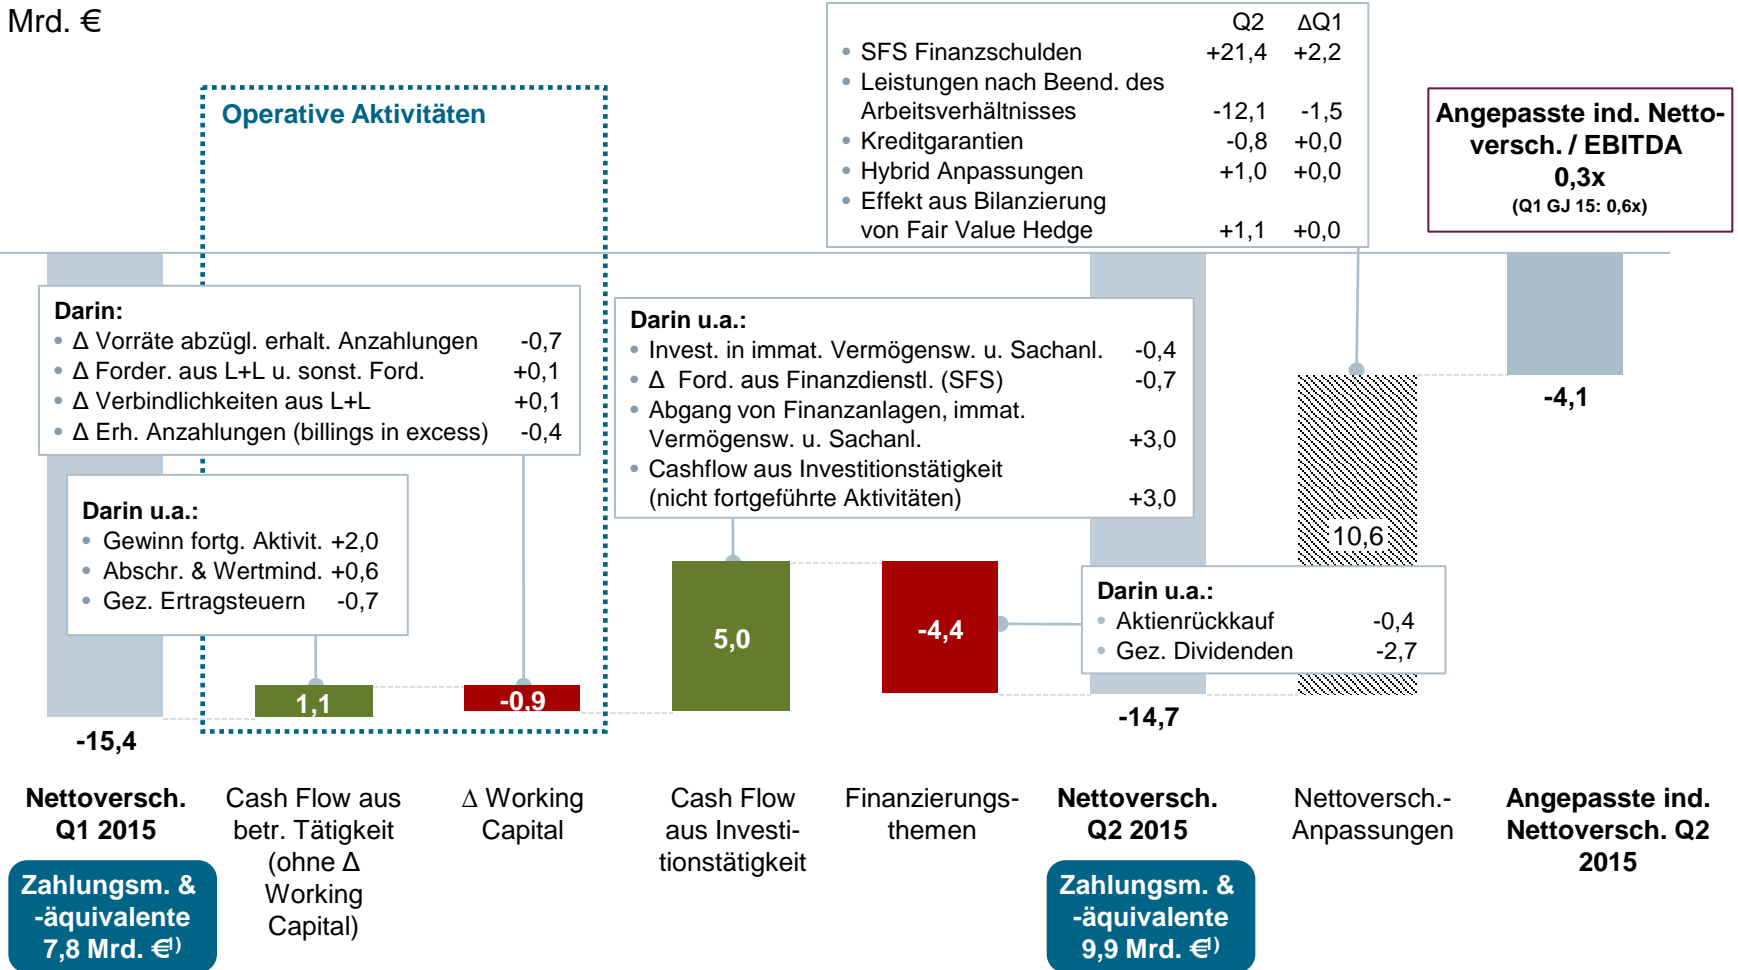 Mrd. €
Q2 ΔQ1
• SFS Finanzschulden +21,4 +2,2
• Leistungen nach Beend. des
Arbeitsverhältnisses -12,1 -1,5
• Kreditgarantien -0,8 +0,0
• Hybrid Anpassungen +1,0 +0,0
• Effekt aus Bilanzierung
von Fair Value Hedge +1,1 +0,0
Angepasste ind. Netto-
versch. / EBITDA
0,3x
(Q1 GJ 15: 0,6x)
Operative Aktivitäten
Darin:
• Δ Vorräte abzügl. erhalt. Anzahlungen -0,7
• Δ Forder. aus L+L u. sonst. Ford. +0,1
• Δ Verbindlichkeiten aus L+L +0,1
• Δ Erh. Anzahlungen (billings in excess) -0,4
Darin u.a.:
• Gewinn fortg. Aktivit. +2,0
• Abschr. & Wertmind. +0,6
• Gez. Ertragsteuern -0,7
Darin u.a.:
• Invest. in immat. Vermögensw. u. Sachanl. -0,4
• Δ Ford. aus Finanzdienstl. (SFS) -0,7
• Abgang von Finanzanlagen, immat.
Vermögensw. u. Sachanl. +3,0
• Cashflow aus Investitionstätigkeit
(nicht fortgeführte Aktivitäten) +3,0
Darin u.a.:
• Aktienrückkauf -0,4
• Gez. Dividenden -2,7
-15,4
1,1
-0,9
5,0
-4,4
-14,7
10,6
-4,1
Nettoversch.
Q1 2015
Cash Flow aus
betr. Tätigkeit
(ohne Δ
Working
Capital)
Δ Working
Capital
Cash Flow
aus Investi-
tionstätigkeit
Finanzierungs-
themen
Nettoversch.
Q2 2015
Nettoversch.-
Anpassungen
Angepasste ind.
Nettoversch. Q2
2015
Zahlungsm. &
-äquivalente
7,8 Mrd. €1)
Zahlungsm. &
-äquivalente
9,9 Mrd. €1)